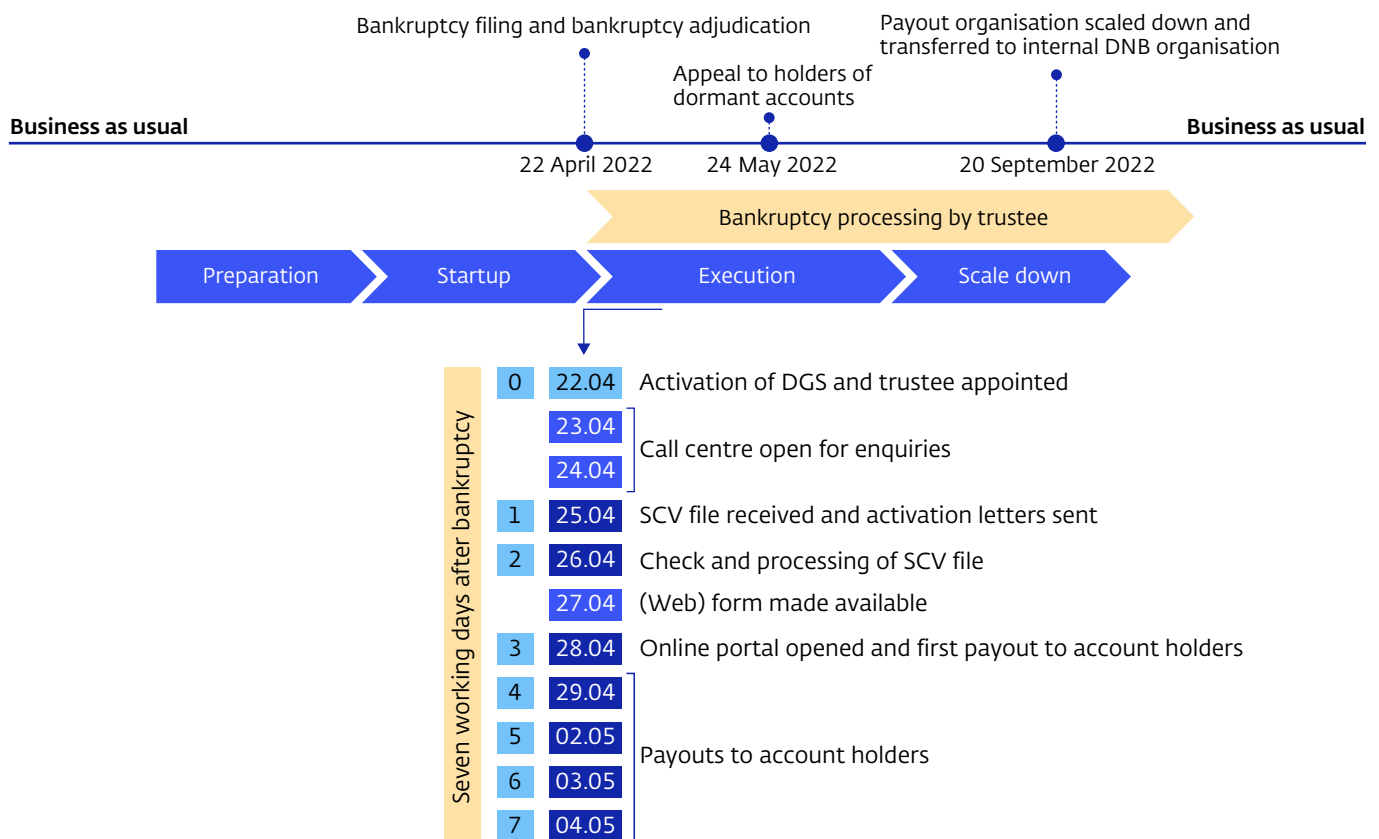 Bankruptcy filing and bankruptcy adjudication
Payout organisation scaled down and
transferred to internal DNB organisation
Appeal to holders of
dormant accounts
Business as usual
Business as usual
22 April 2022
24 May 2022
20 September 2022
Bankruptcy processing by trustee
Preparation
Startup
Execution
Scale down
Seven working days after bankruptcy
0 22.04 Activation of DGS and trustee appointed
23.04
Call centre open for enquiries
24.04
1 25.04 SCV file received and activation letters sent
2 26.04 Check and processing of SCV file
27.04 (Web) form made available
3 28.04 Online portal opened and first payout to account holders
4 29.04
5 02.05
Payouts to account holders
6 03.05
7 04.05